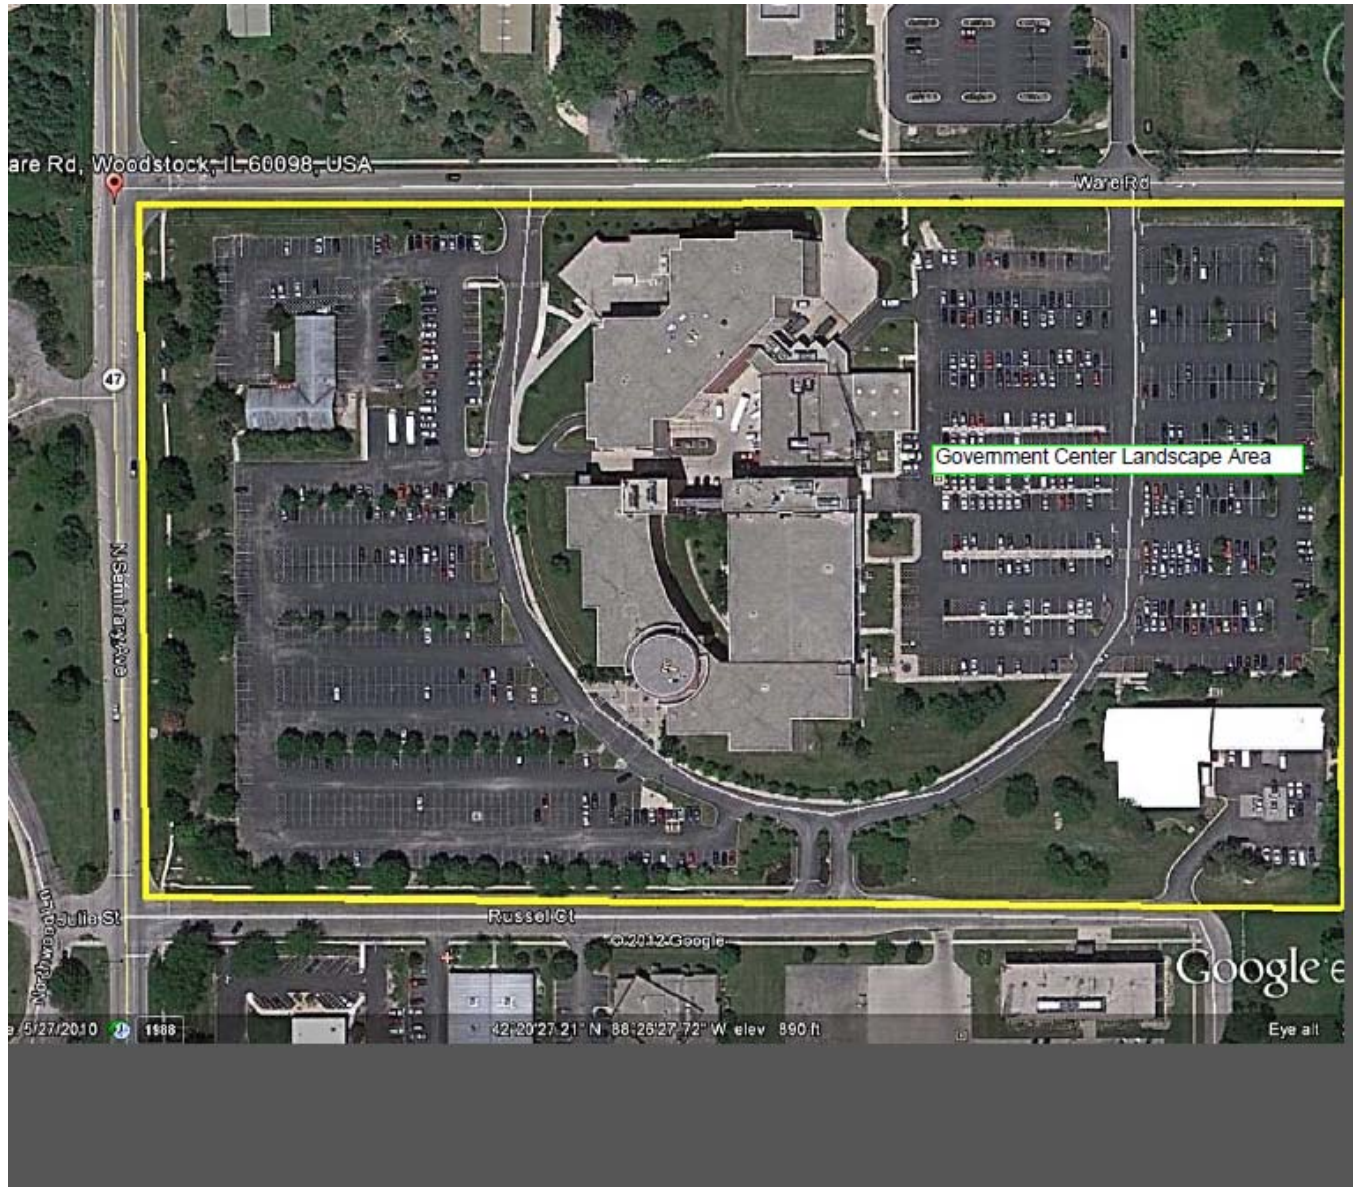 are Rd, Woodstock, IL 60098, USA
Ware Rd
47
Government Center Landscape Area
N Seminary Ave
Northwood Ln
Julie St
Russel Ct
© 2012 Google
Google e
e 5/27/2010
1988
42°20'27.21" N, 88°26'27.72" W elev 890 ft
Eye alt